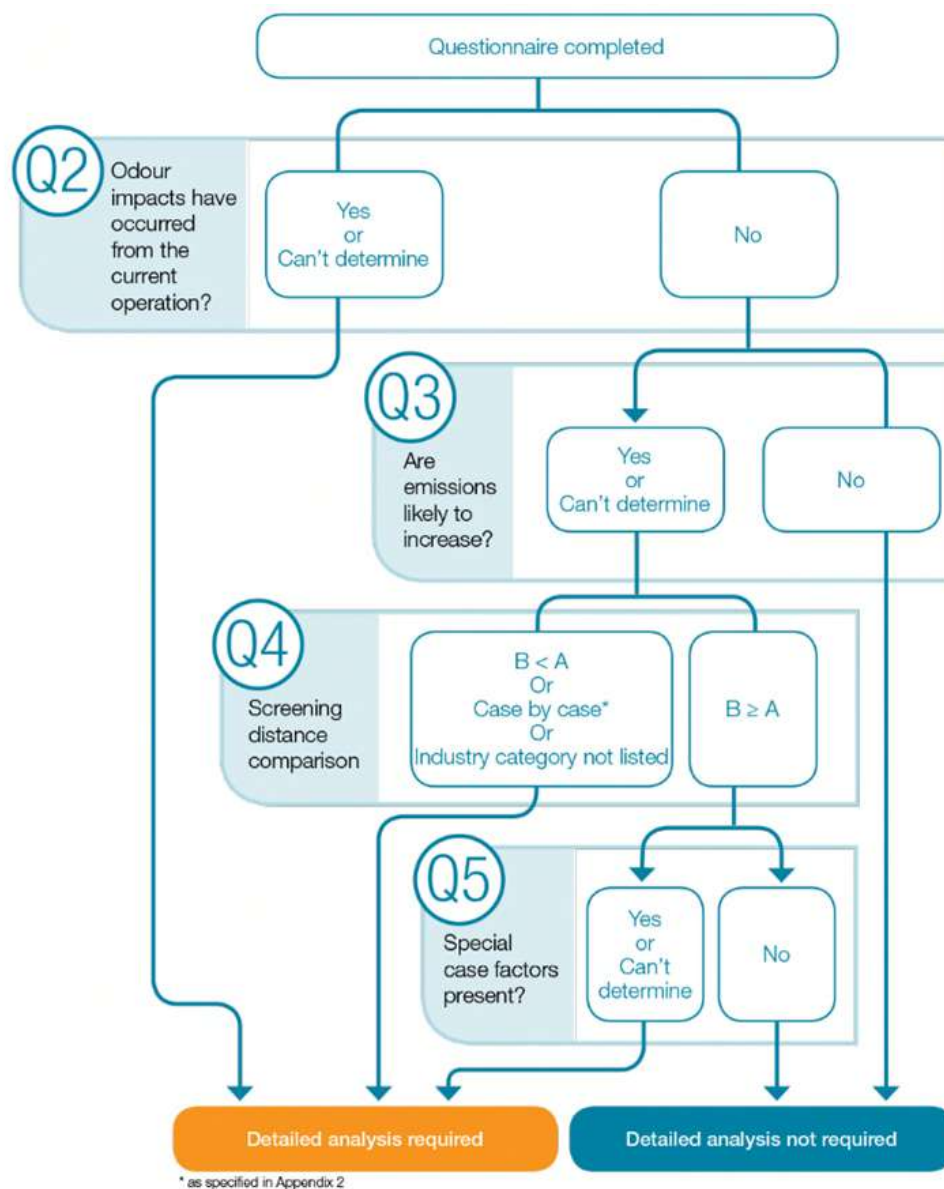 Questionnaire completed
Q2
Odour
impacts have
occurred
from the
current
operation?
Yes
or
Can't determine
No
Q3
Are
emissions
likely to
increase?
Yes
or
Can't determine
No
Q4
Screening
distance
comparison
B < A
Or
Case by case*
Or
Industry category not listed
B ≥ A
Q5
Special
case factors
present?
Yes
or
Can't
determine
No
Detailed analysis required
Detailed analysis not required
* as specified in Appendix 2